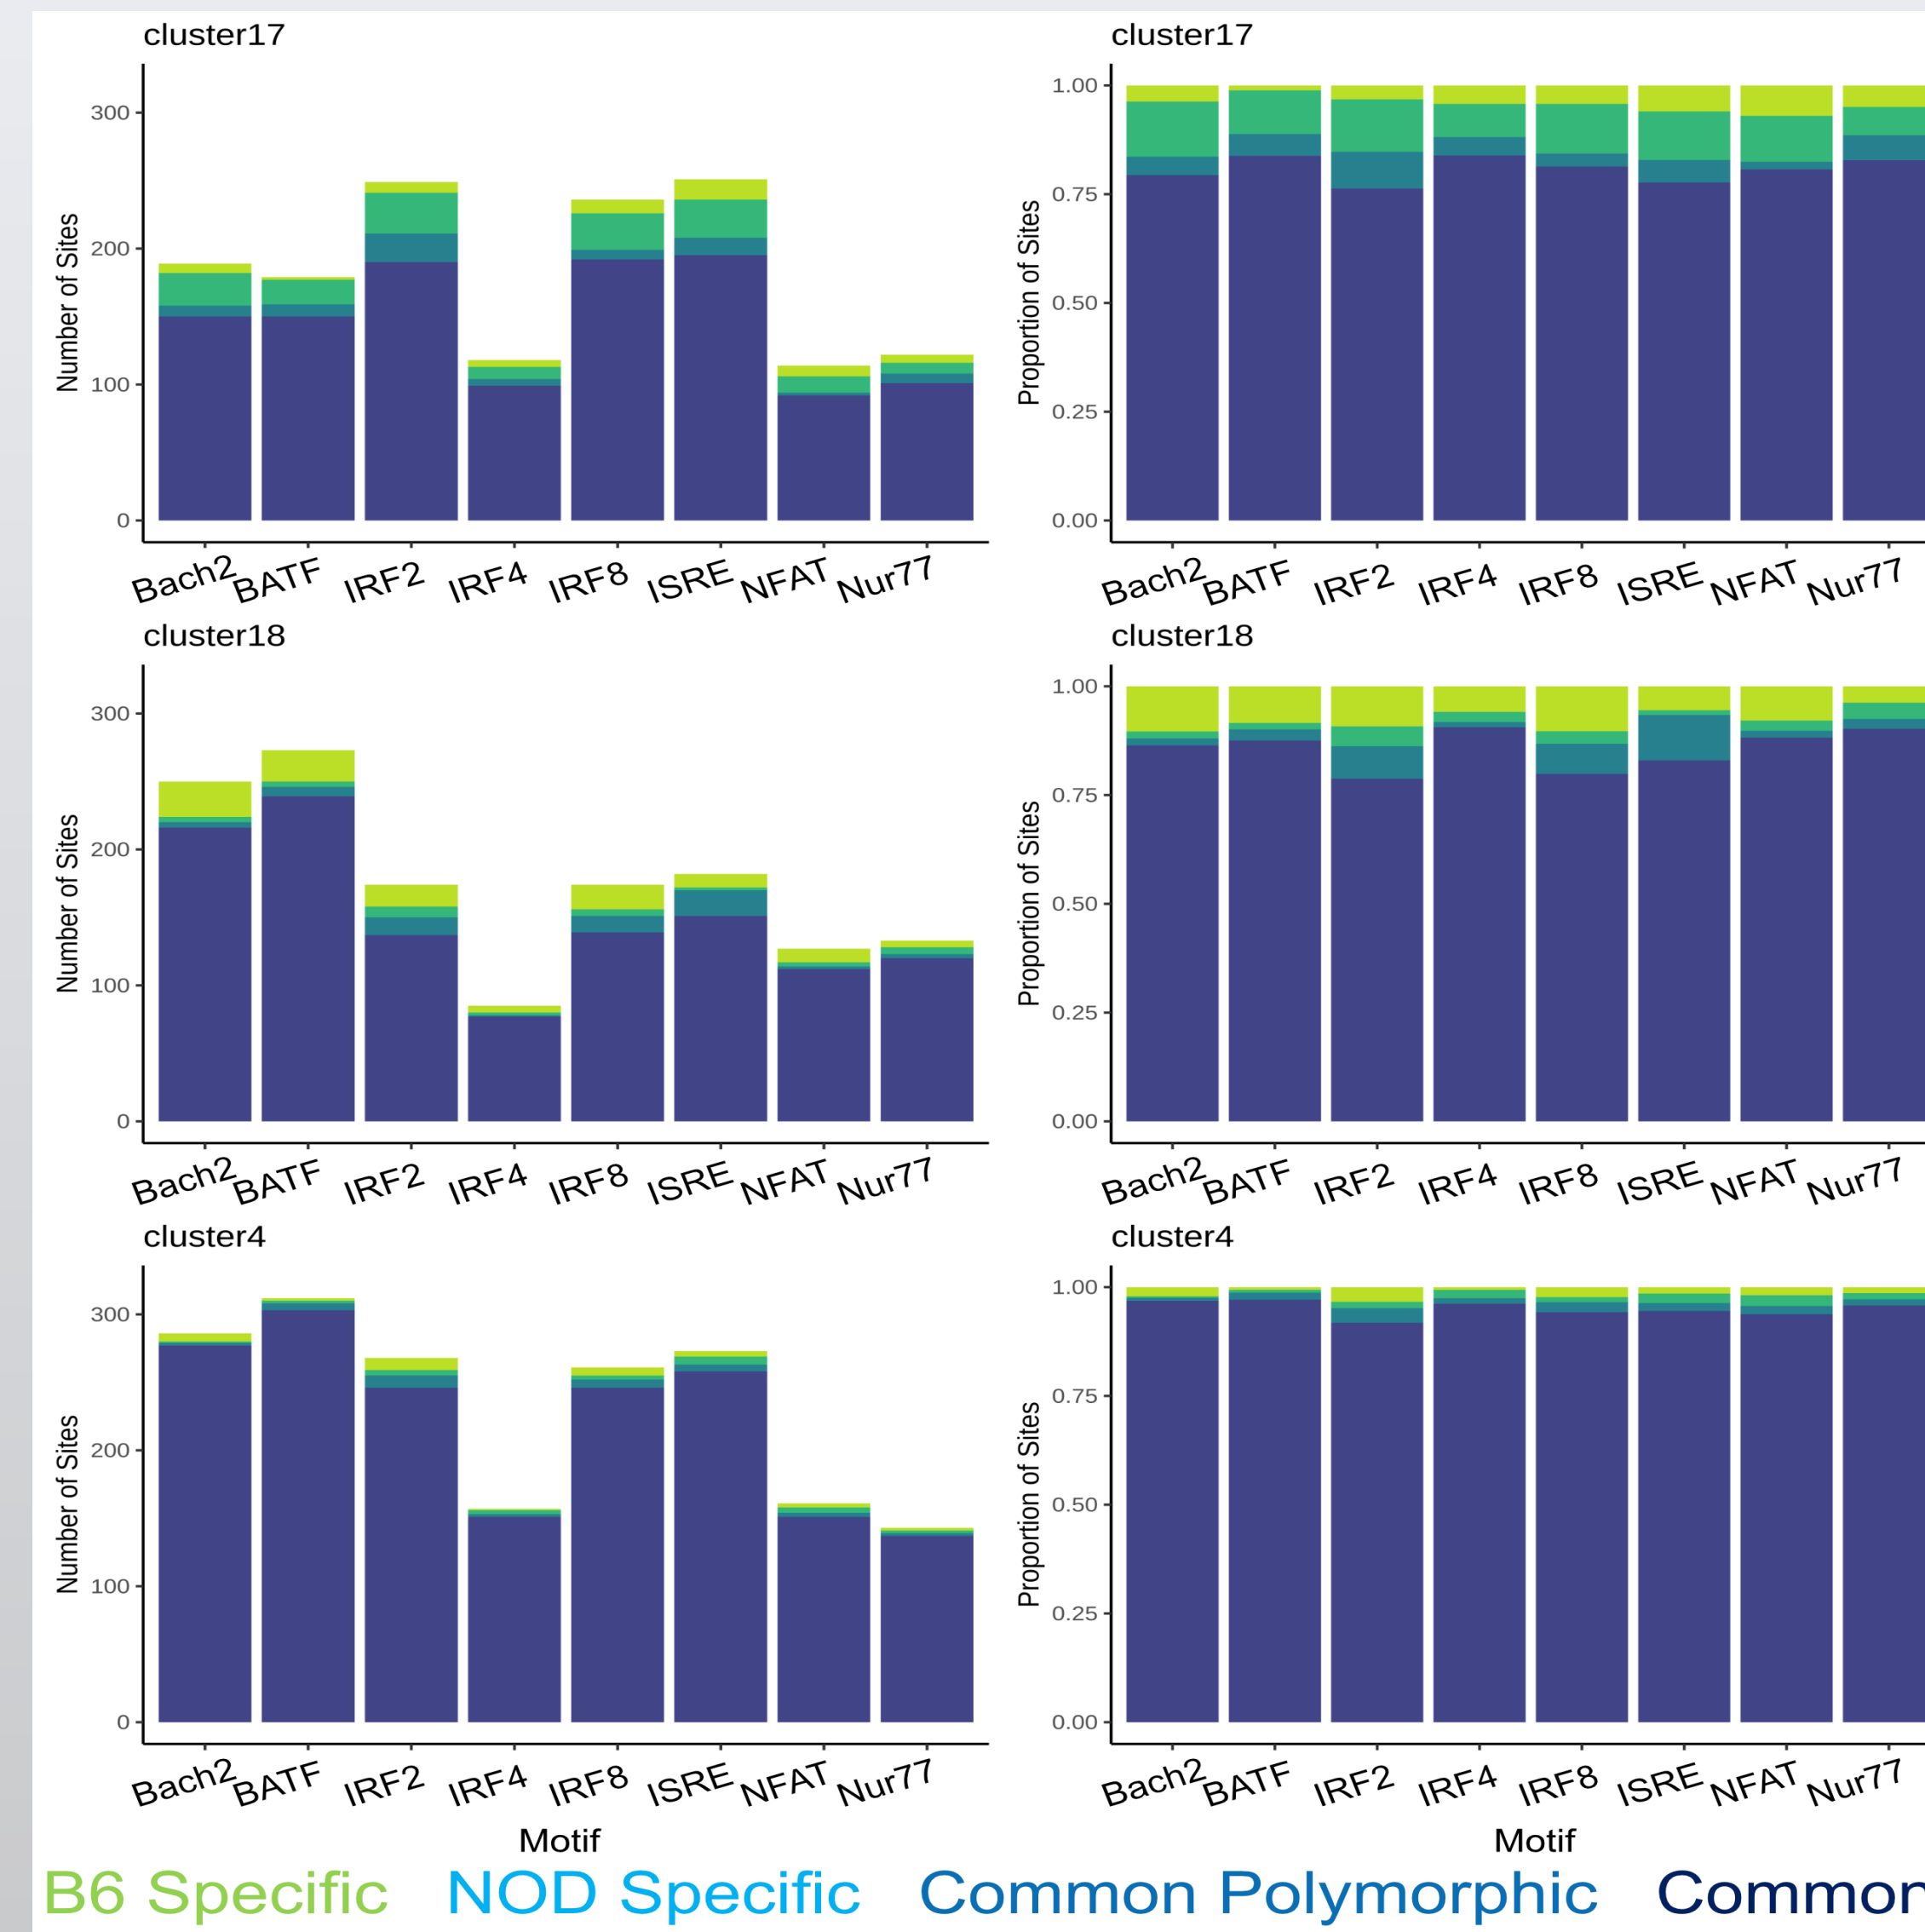 cluster17
cluster17
Number of Sites
300
200
100
0
Proportion of Sites
1.00
0.75
0.50
0.25
0.00
Bach2 BATF IRF2 IRF4 IRF8 ISRE NFAT Nur77
Bach2 BATF IRF2 IRF4 IRF8 ISRE NFAT Nur77
cluster18
cluster18
Number of Sites
300
200
100
0
Proportion of Sites
1.00
0.75
0.50
0.25
0.00
Bach2 BATF IRF2 IRF4 IRF8 ISRE NFAT Nur77
Bach2 BATF IRF2 IRF4 IRF8 ISRE NFAT Nur77
cluster4
cluster4
Number of Sites
300
200
100
0
Proportion of Sites
1.00
0.75
0.50
0.25
0.00
Bach2 BATF IRF2 IRF4 IRF8 ISRE NFAT Nur77
Bach2 BATF IRF2 IRF4 IRF8 ISRE NFAT Nur77
Motif
Motif
B6 Specific NOD Specific Common Polymorphic Common